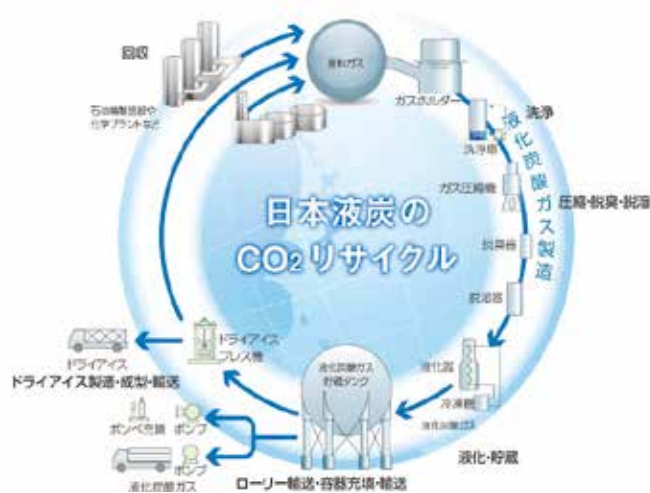 回収
石油精製設備や
化学プラントなど
原料ガス
ガスホルダー
洗浄
洗浄塔
液化炭酸ガス製造
ガス圧縮機
圧縮・脱臭・脱湿
脱臭器
脱湿器
日本液炭の
CO2リサイクル
液化器
冷凍機
液化炭酸ガス
液化・貯蔵
液化炭酸ガス
貯蔵タンク
ローリー輸送・容器充填・輸送
ドライアイス
プレス機
ドライアイス
ドライアイス製造・成型・輸送
ボンベ充填
ポンプ
ポンプ
液化炭酸ガス